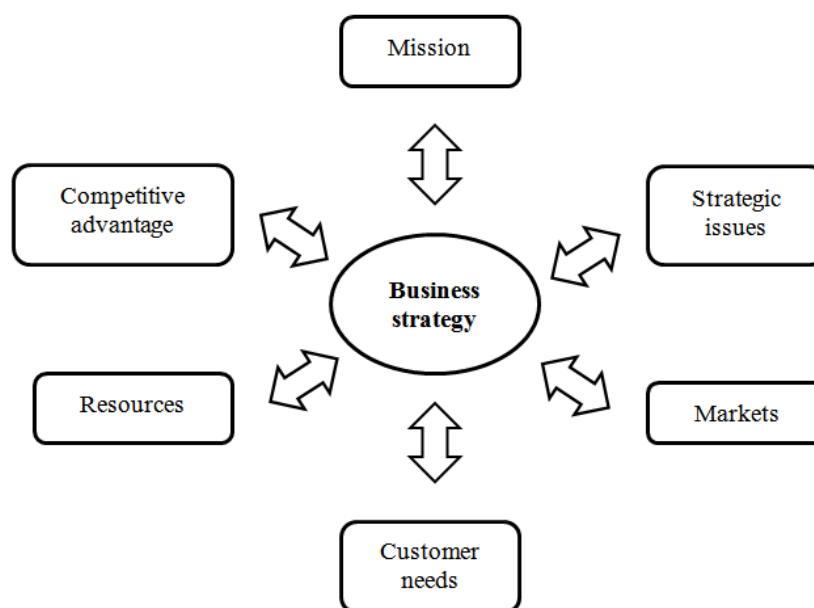 Mission
Competitive
advantage
Strategic
issues
Business
strategy
Resources
Markets
Customer
needs